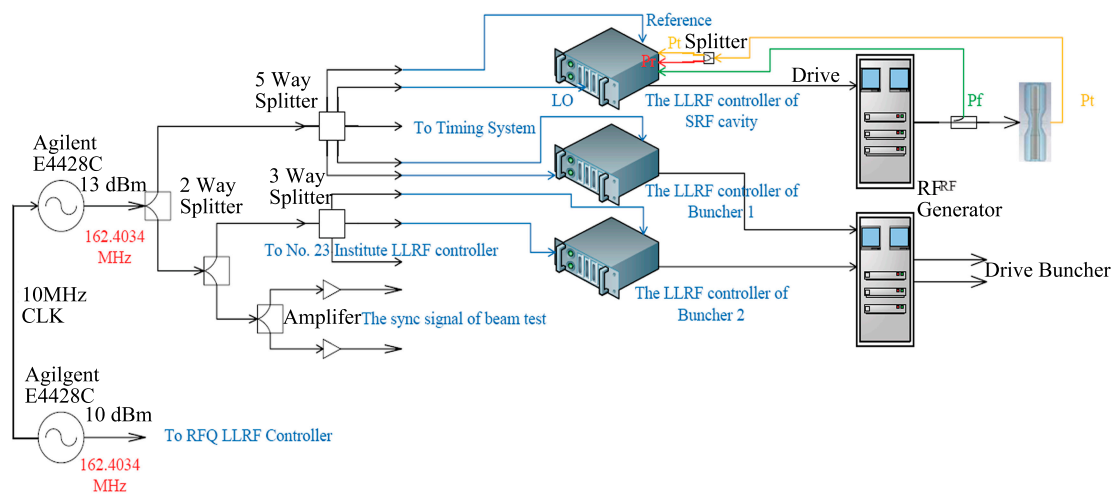 Reference
Pt
Splitter
Pr
5 Way
Splitter
Drive
LO
The LLRF controller of
SRF cavity
Pf
Pt
To Timing System
Agilent
E4428C
13 dBm
2 Way
Splitter
3 Way
Splitter
The LLRF controller of
Buncher 1
RF
RF
Generator
162.4034
MHz
To No. 23 Institute LLRF controller
Drive Buncher
10MHz
CLK
The LLRF controller of
Buncher 2
Amplifer
The sync signal of beam test
Agilgent
E4428C
10 dBm
To RFQ LLRF Controller
162.4034
MHz